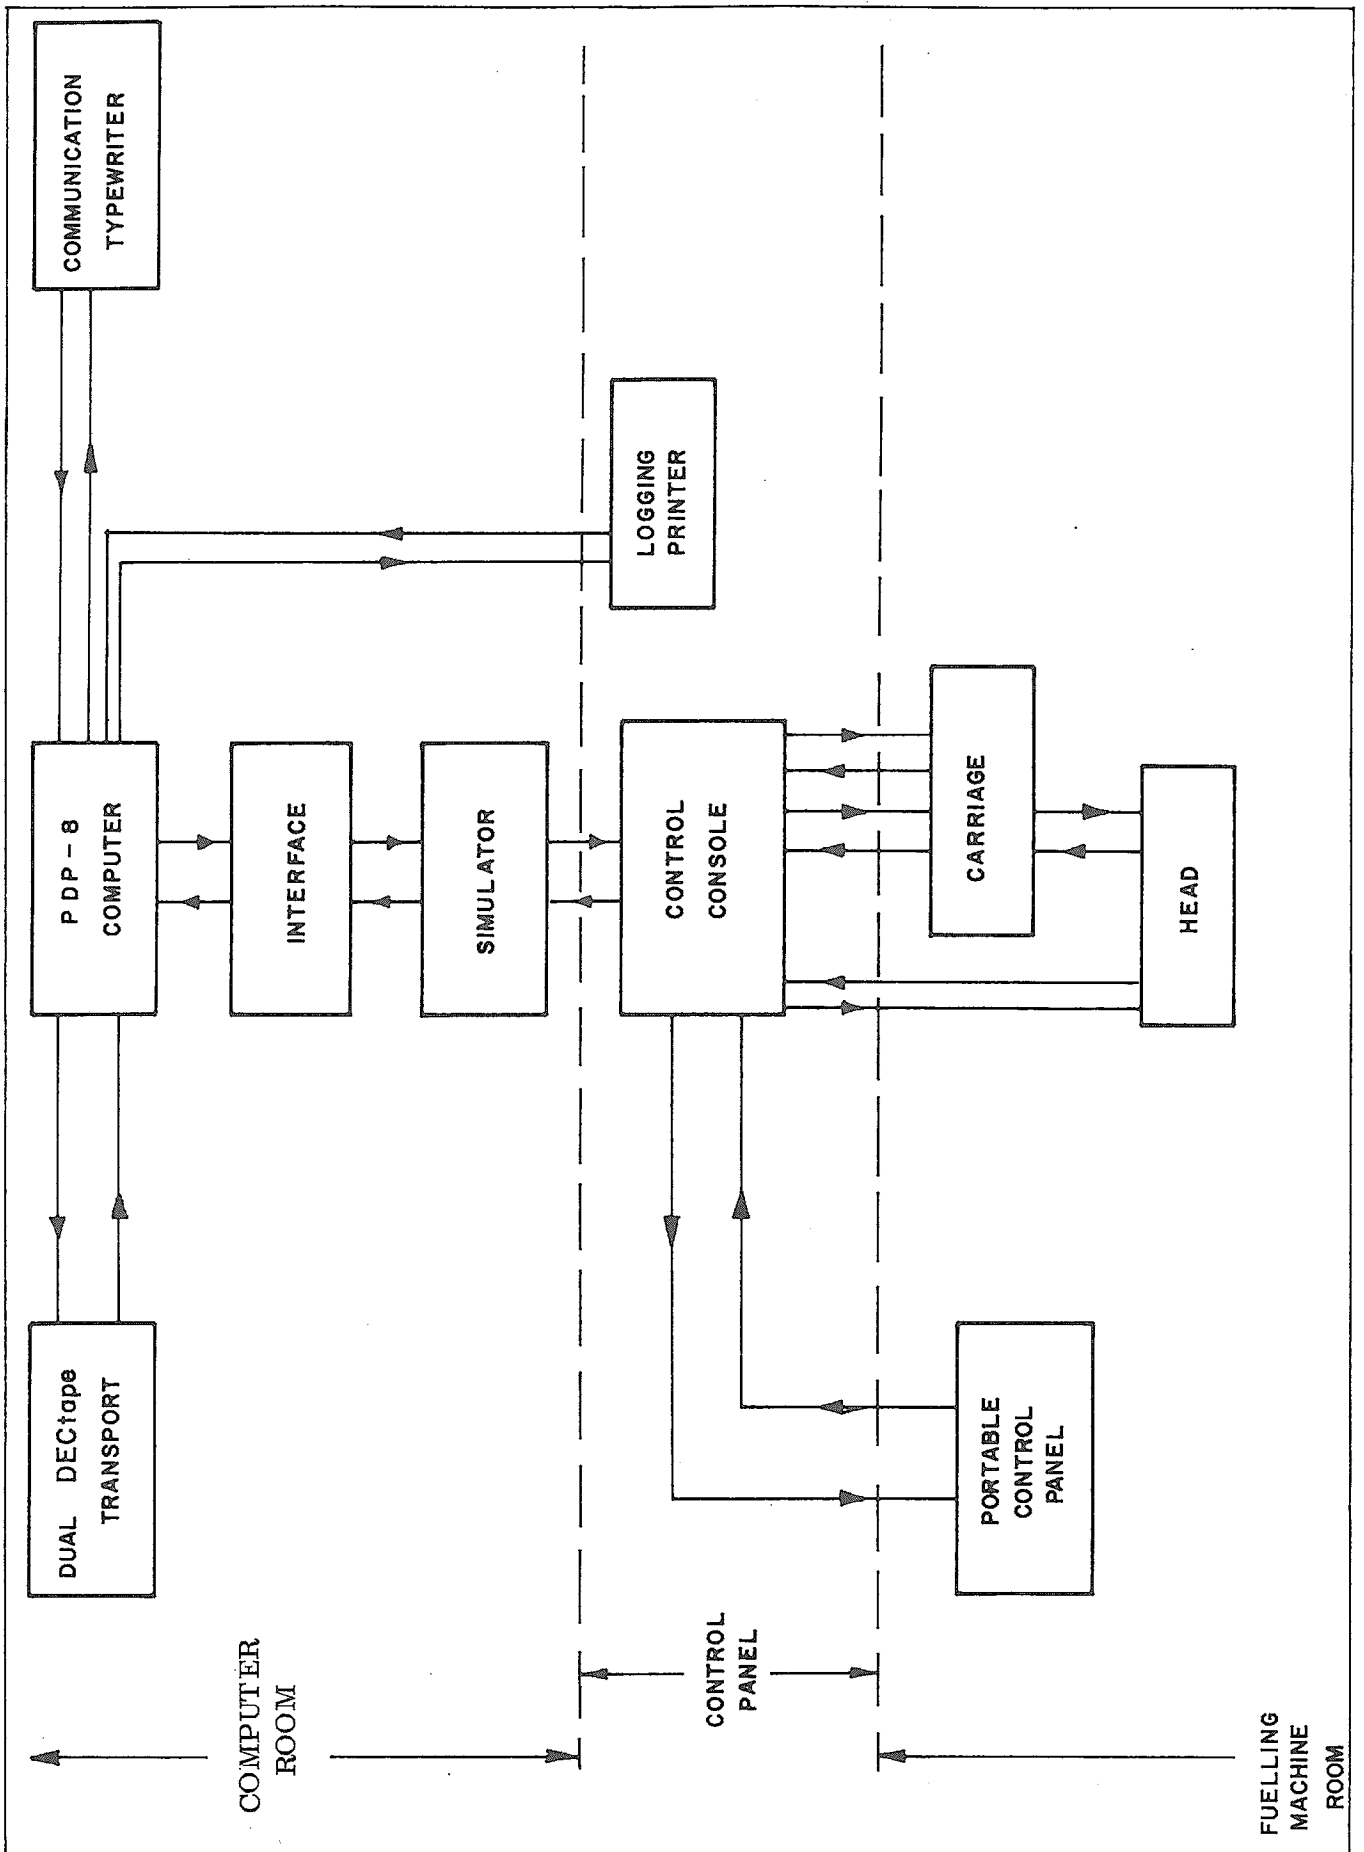 DUAL DECtape
TRANSPORT
PDP-8
COMPUTER
COMMUNICATION
TYPEWRITER
COMPUTER
ROOM
INTERFACE
SIMULATOR
LOGGING
PRINTER
CONTROL
CONSOLE
CONTROL
PANEL
PORTABLE
CONTROL
PANEL
CARRIAGE
HEAD
FUELLING
MACHINE
ROOM